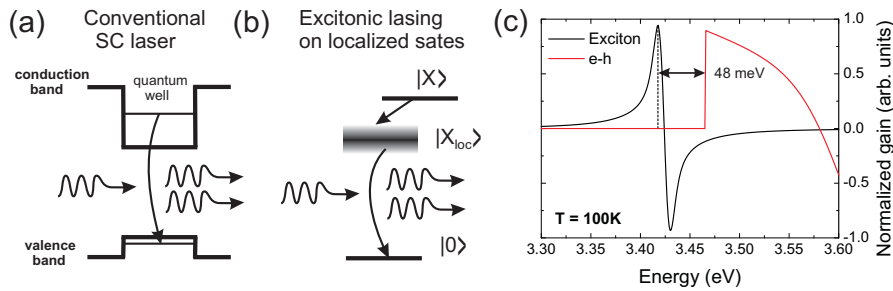 (a)
Conventional
SC laser
conduction
band
quantum
well
valence
band
(b)
Excitonic lasing
on localized sates
|X⟩
|Xloc⟩
|0⟩
(c)
Exciton
e-h
48 meV
T = 100K
3.30 3.35 3.40 3.45 3.50 3.55 3.60
Energy (eV)
1.0
0.5
0.0
-0.5
-1.0
Normalized gain (arb. units)